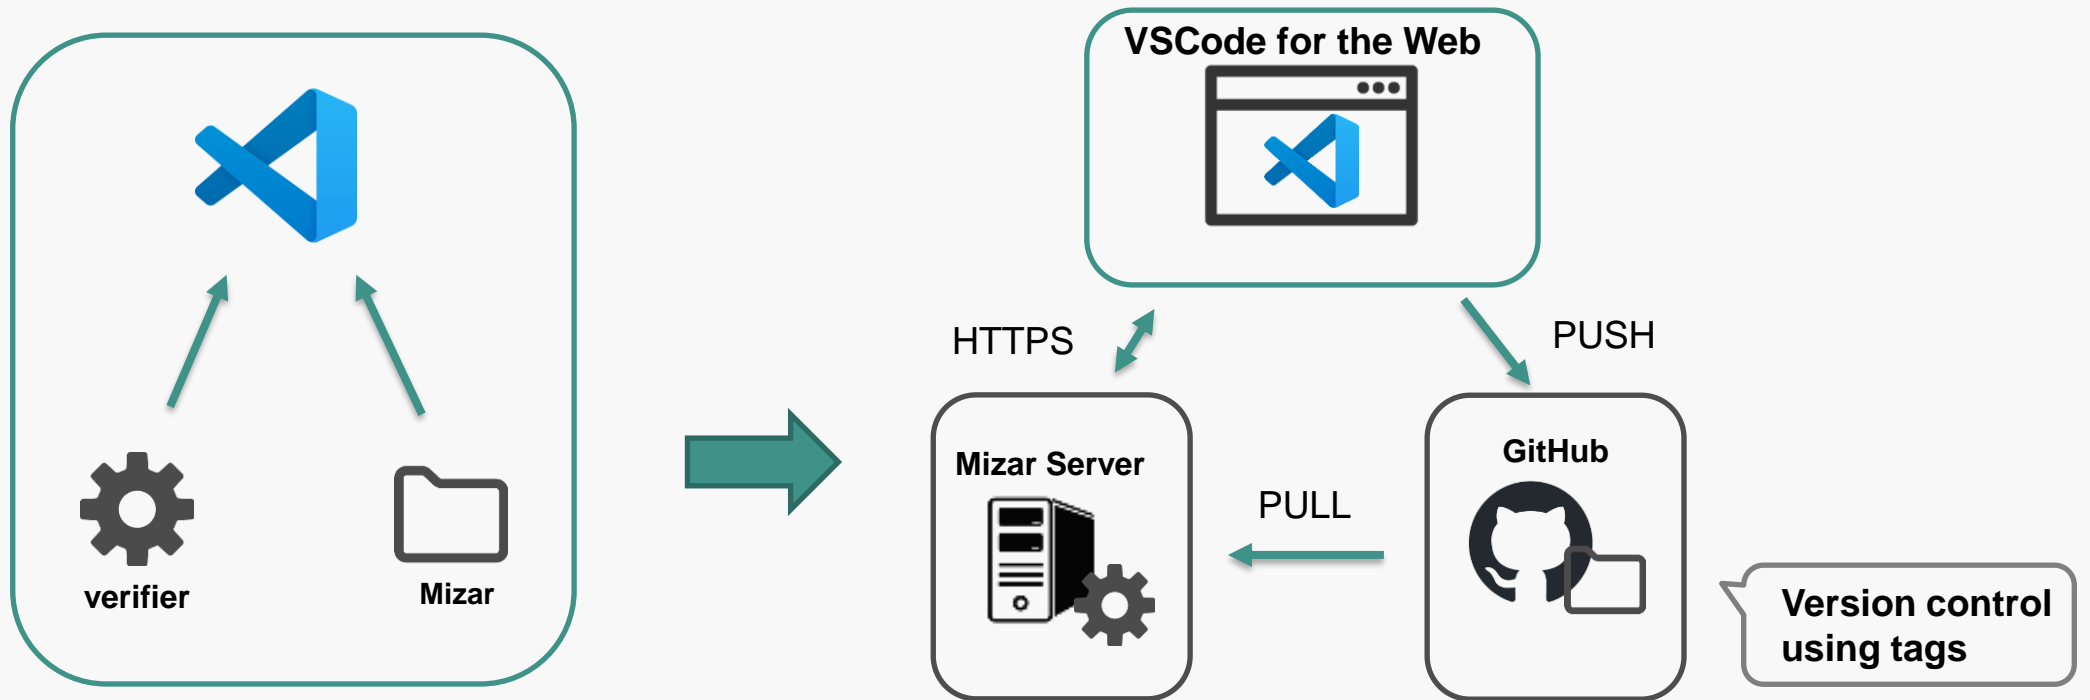 verifier
Mizar
VSCode for the Web
HTTPS
PUSH
Mizar Server
PULL
GitHub
Version control
using tags